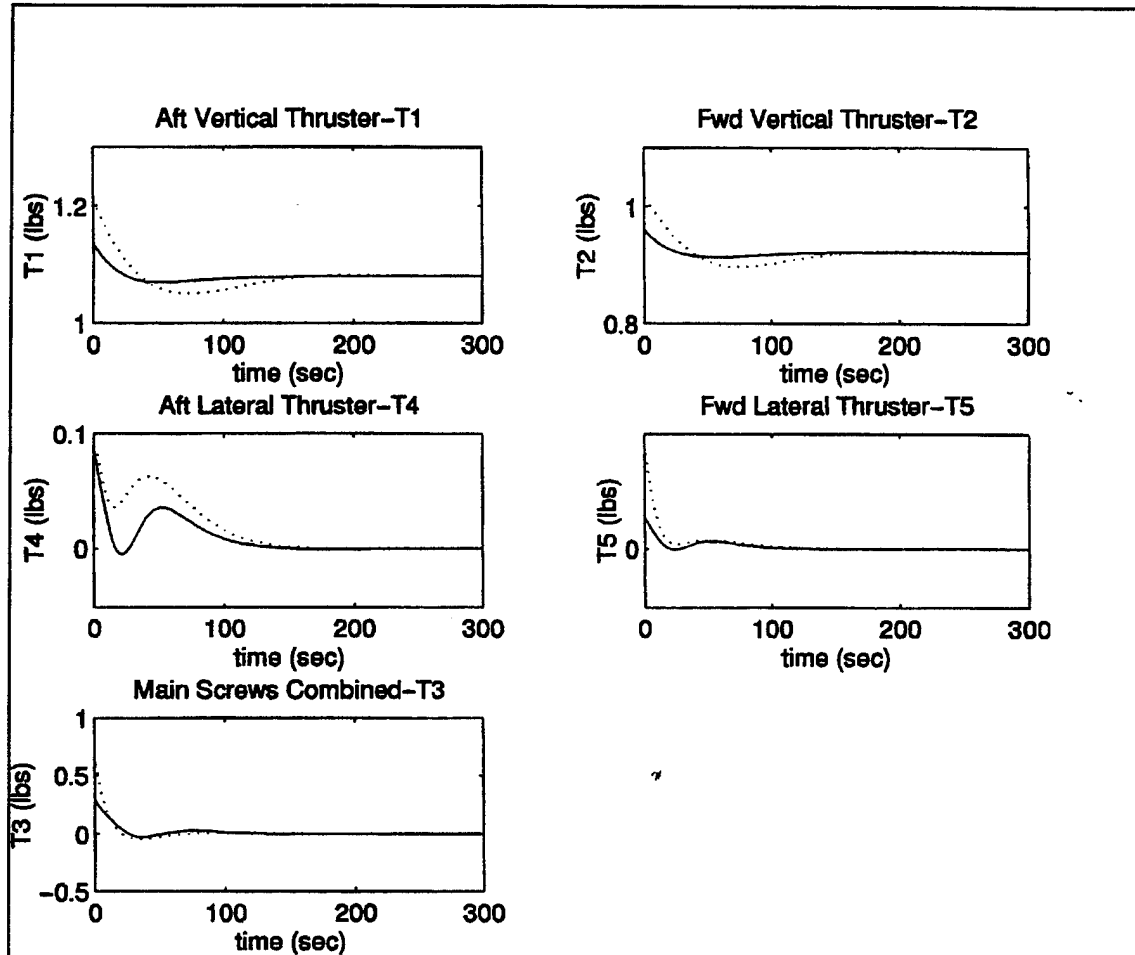 Aft Vertical Thruster-T1
T1 (lbs)
1.2
1
0 100 200 300
time (sec)
Fwd Vertical Thruster-T2
T2 (lbs)
1
0.8
0 100 200 300
time (sec)
Aft Lateral Thruster-T4
T4 (lbs)
0.1
0
0 100 200 300
time (sec)
Fwd Lateral Thruster-T5
T5 (lbs)
0
0 100 200 300
time (sec)
Main Screws Combined-T3
T3 (lbs)
1
0.5
0
-0.5
0 100 200 300
time (sec)